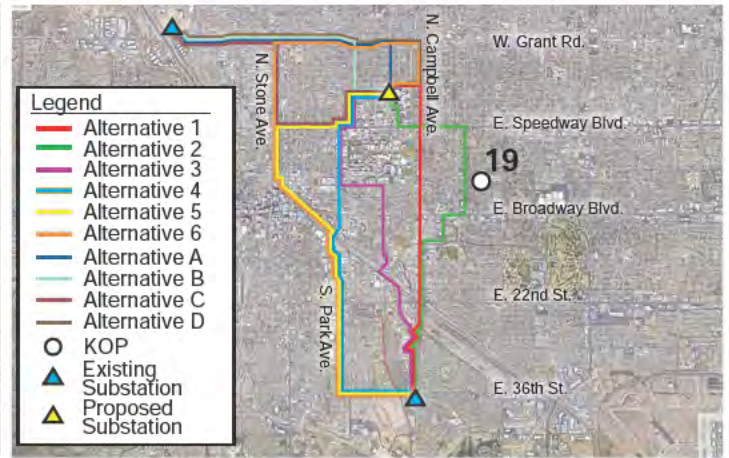 W. Grant Rd.
N. Campbell Ave.
N. Stone Ave.
Legend
Alternative 1
Alternative 2
Alternative 3
Alternative 4
Alternative 5
Alternative 6
Alternative A
Alternative B
Alternative C
Alternative D
KOP
Existing
Substation
Proposed
Substation
E. Speedway Blvd.
19
E. Broadway Blvd.
E. 22nd St.
S. Park Ave.
E. 36th St.